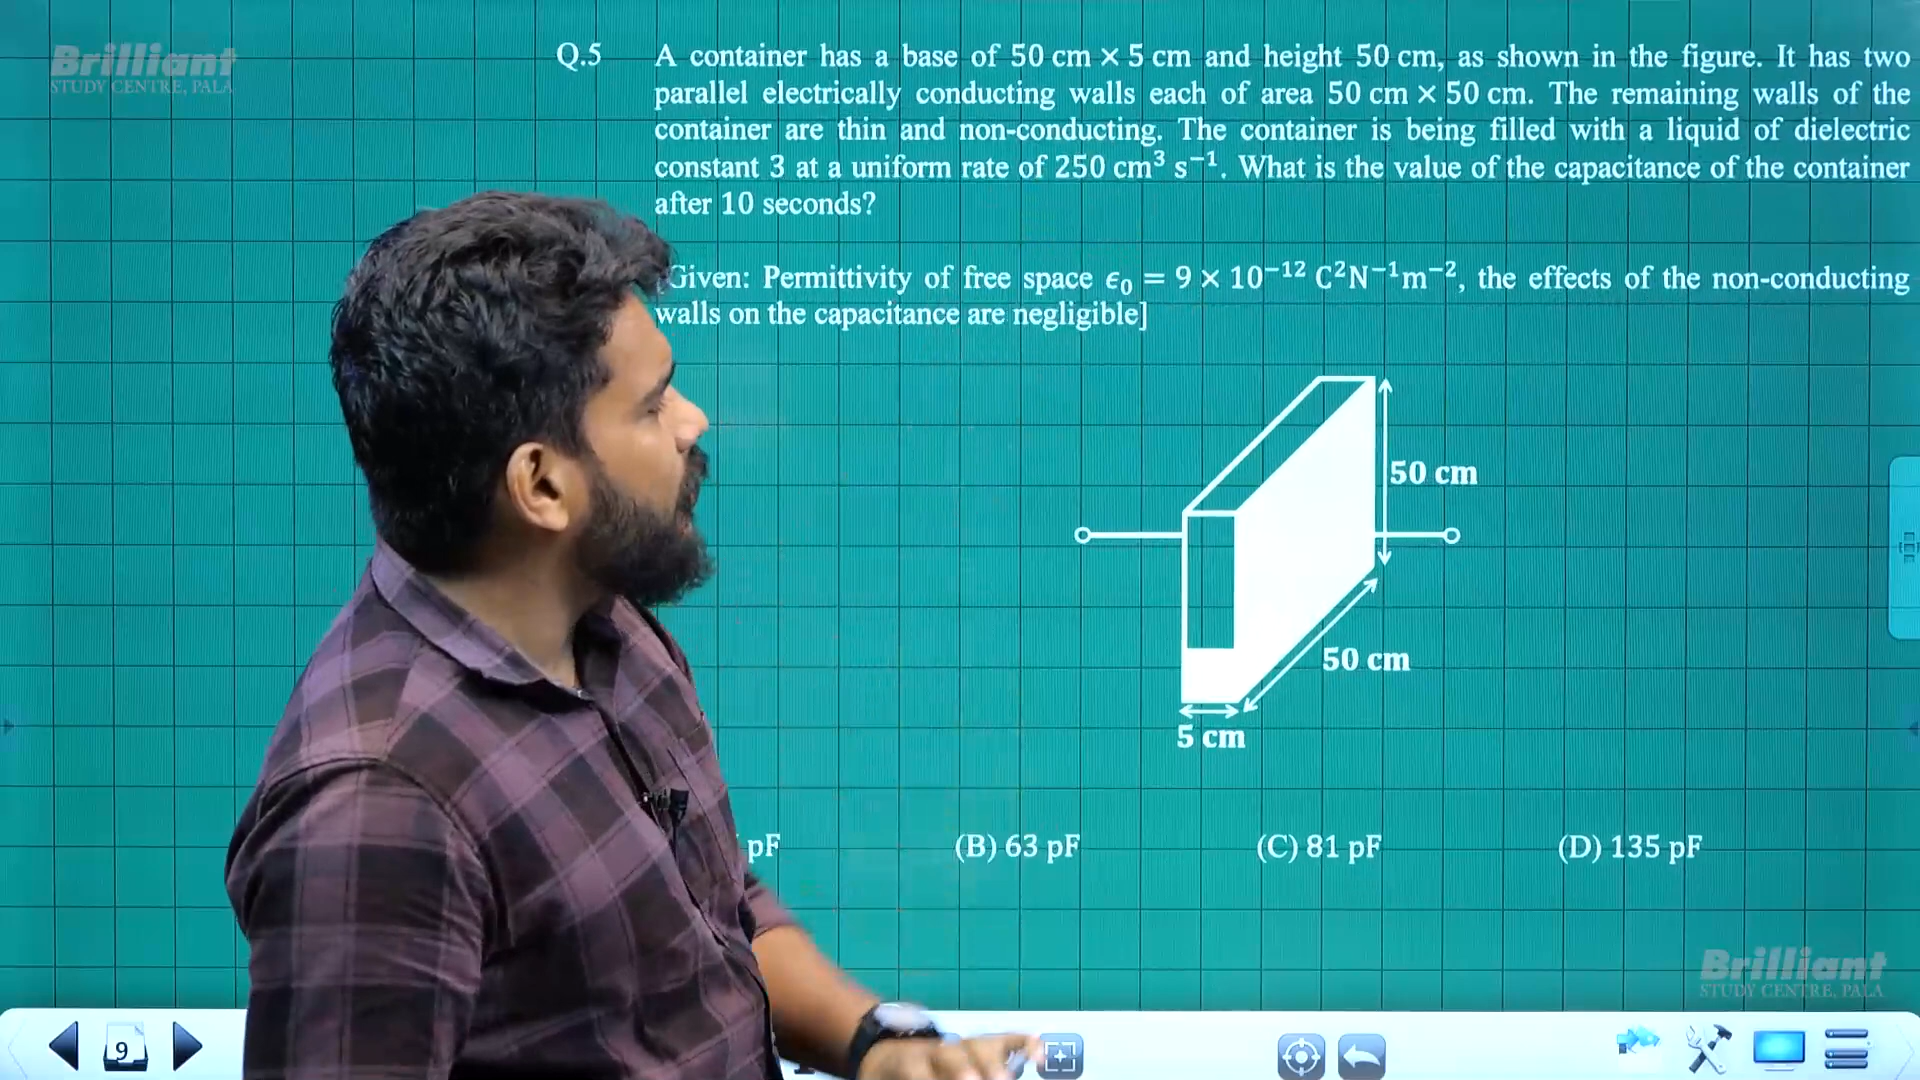 Brilliant
STUDY CENTRE, PALA
Q.5 A container has a base of 50 cm × 5 cm and height 50 cm, as shown in the figure. It has two
parallel electrically conducting walls each of area 50 cm × 50 cm. The remaining walls of the
container are thin and non-conducting. The container is being filled with a liquid of dielectric
constant 3 at a uniform rate of 250 cm³ s⁻¹. What is the value of the capacitance of the container
after 10 seconds?
Given: Permittivity of free space ϵ₀ = 9 × 10⁻¹² C²N⁻¹m⁻², the effects of the non-conducting
walls on the capacitance are negligible]
50 cm
50 cm
5 cm
pF (B) 63 pF (C) 81 pF (D) 135 pF
Brilliant
STUDY CENTRE, PALA
9